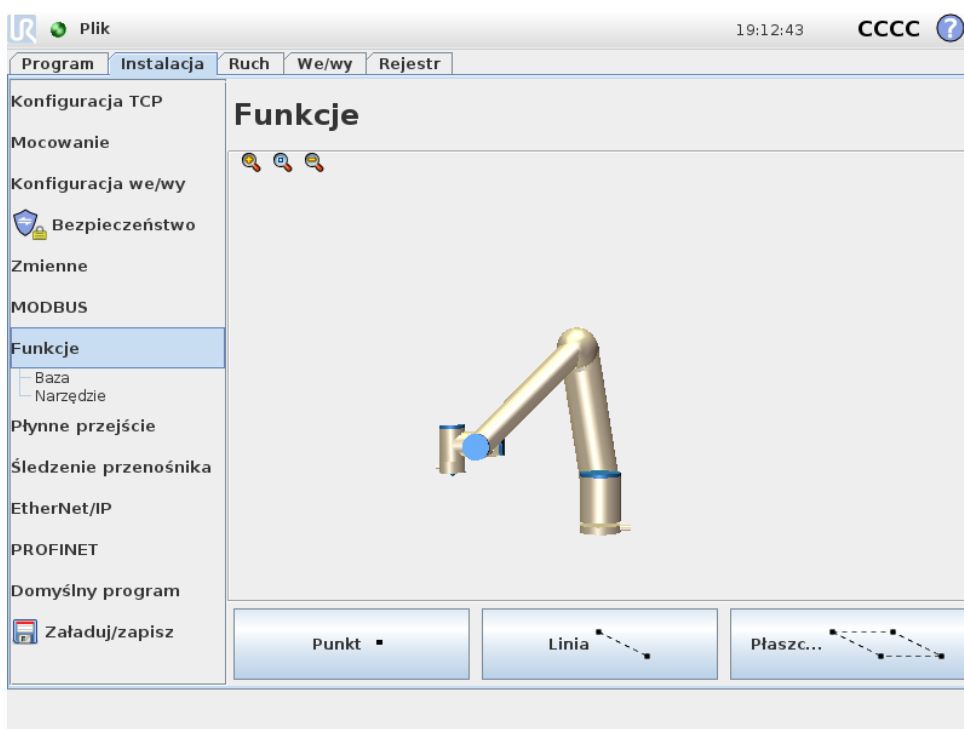 UR Plik 19:12:43 CCCC ?
Program Instalacja Ruch We/wy Rejestr
Konfiguracja TCP
Mocowanie
Konfiguracja we/wy
Bezpieczeństwo
Zmienne
MODBUS
Funkcje
Baza
Narzędzie
Płynne przejście
Śledzenie przenośnika
EtherNet/IP
PROFINET
Domyślny program
Załaduj/zapisz
Funkcje
Punkt
Linia
Płaszc...